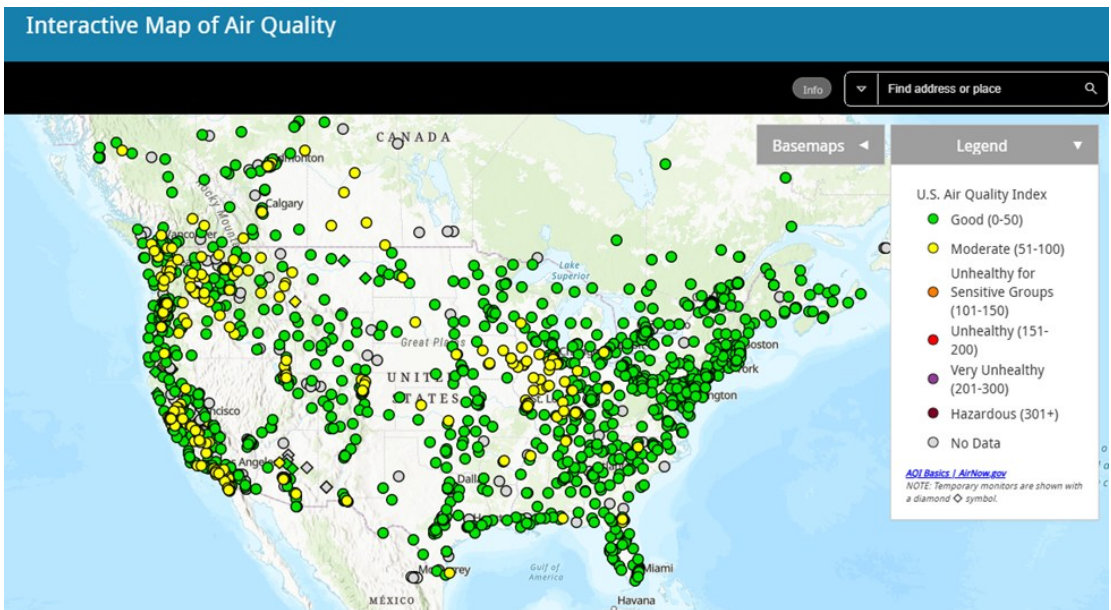 Interactive Map of Air Quality
Info
Find address or place
Basemaps
Legend
U.S. Air Quality Index
Good (0-50)
Moderate (51-100)
Unhealthy for
Sensitive Groups
(101-150)
Unhealthy (151-
200)
Very Unhealthy
(201-300)
Hazardous (301+)
No Data
AQI Basics | AirNow.gov
NOTE: Temporary monitors are shown with
a diamond ◇ symbol.
CANADA
Calgary
Rocky
Lake
Superior
Great Plains
UNITED
STATES
Gulf of
America
Miami
Havana
MÉXICO